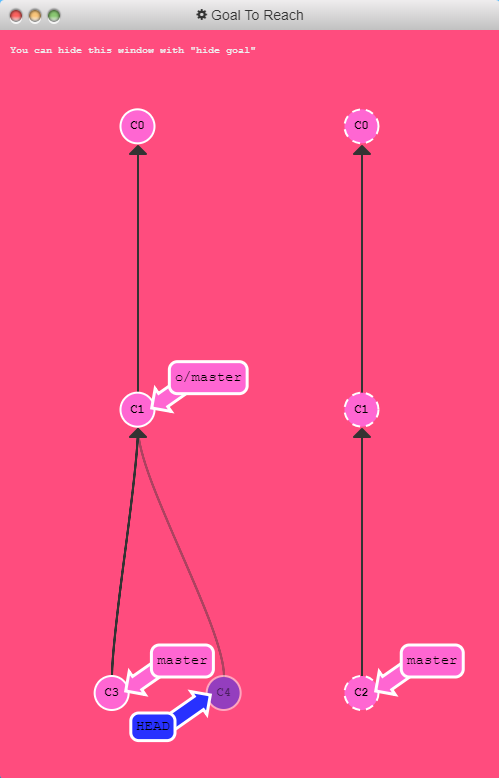 Goal To Reach
You can hide this window with "hide goal"
C0 C0
o/master
C1 C1
master master
C3 C4 C2
HEAD